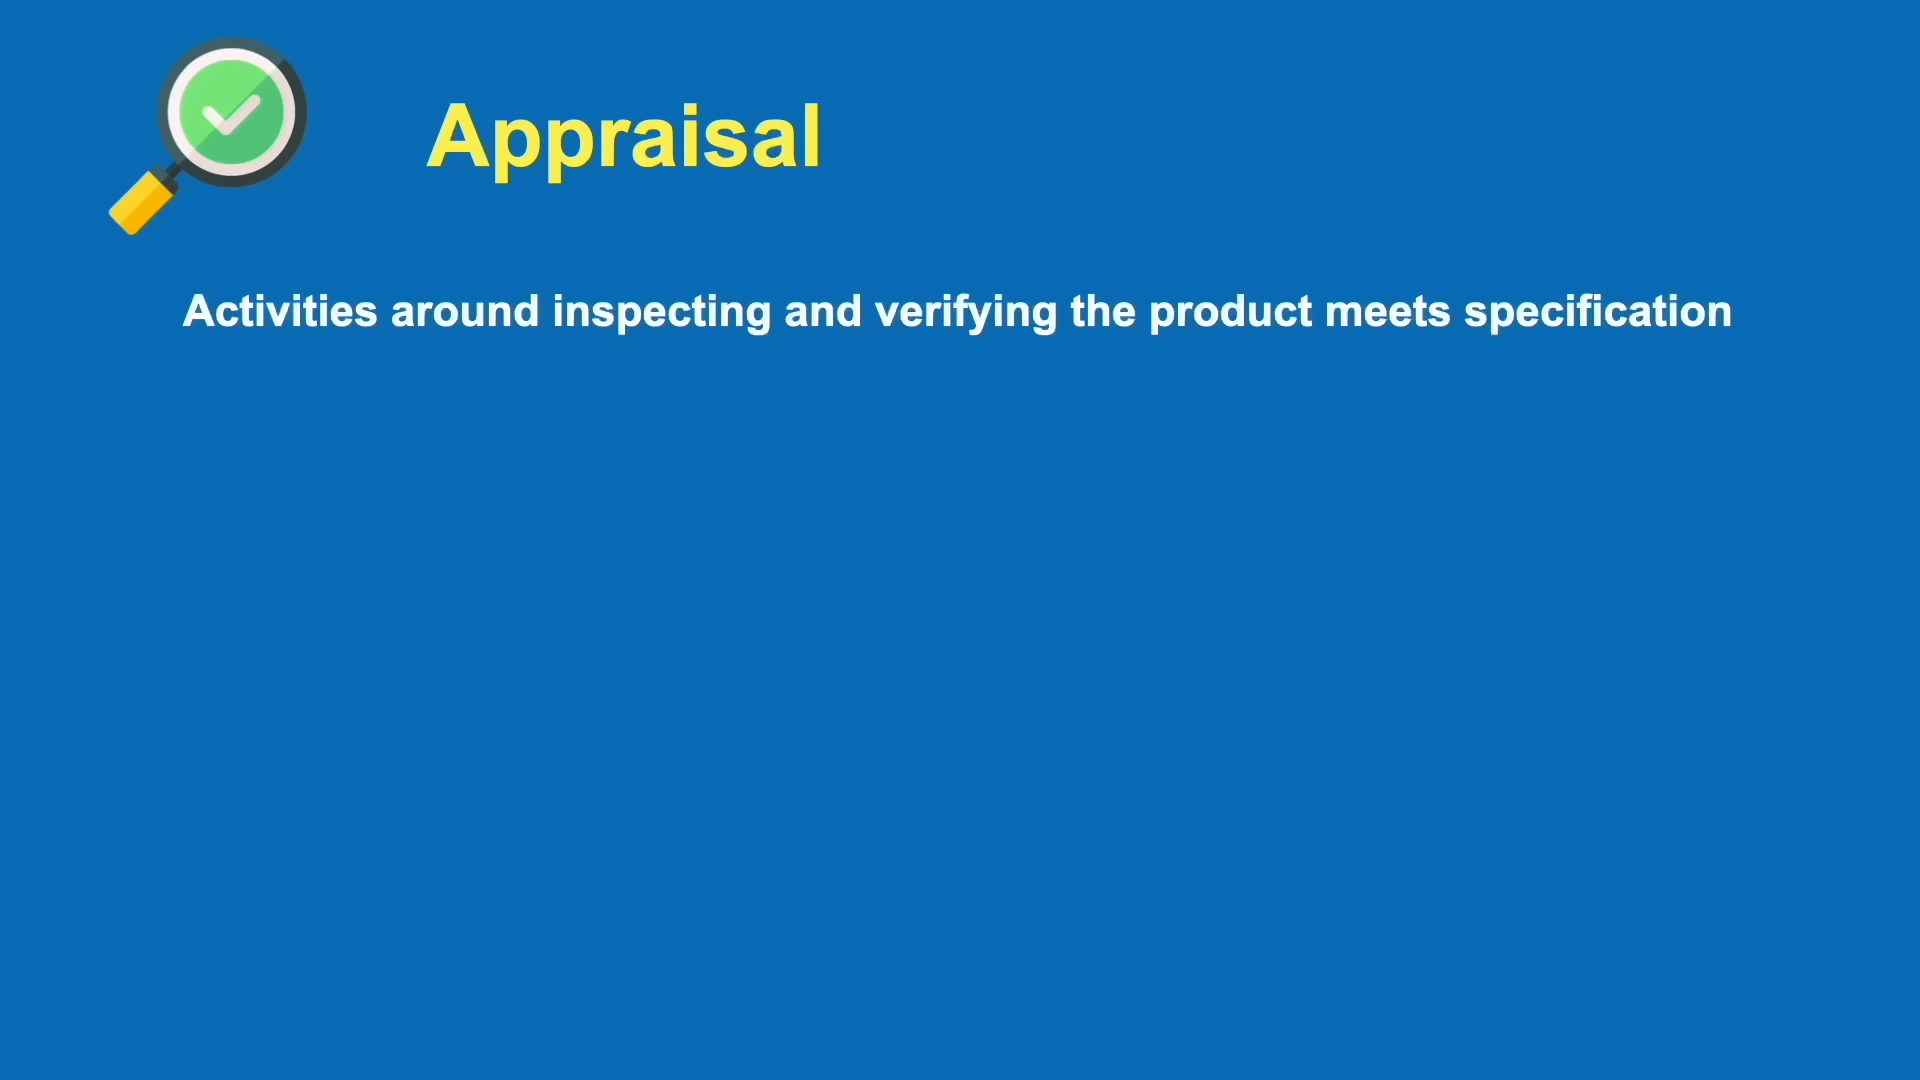 Appraisal
Activities around inspecting and verifying the product meets specification